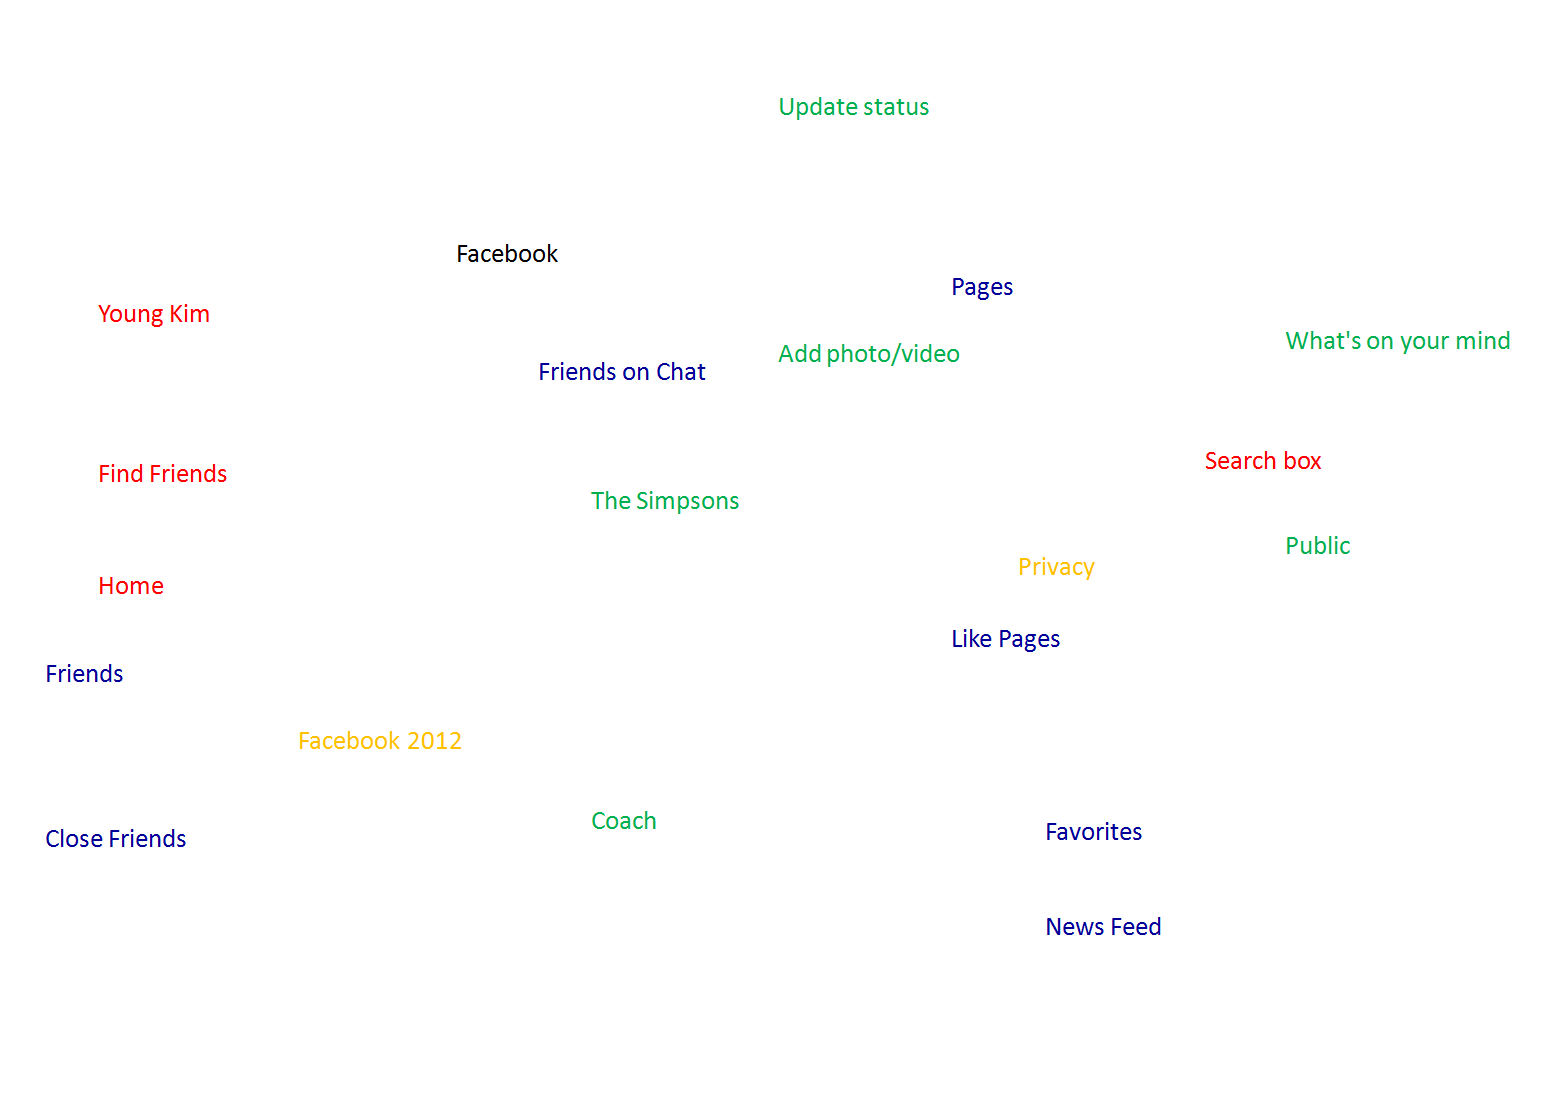 Update status
Facebook
Pages
Young Kim
What's on your mind
Add photo/video
Friends on Chat
Search box
Find Friends
The Simpsons
Public
Privacy
Home
Like Pages
Friends
Facebook 2012
Coach
Favorites
Close Friends
News Feed